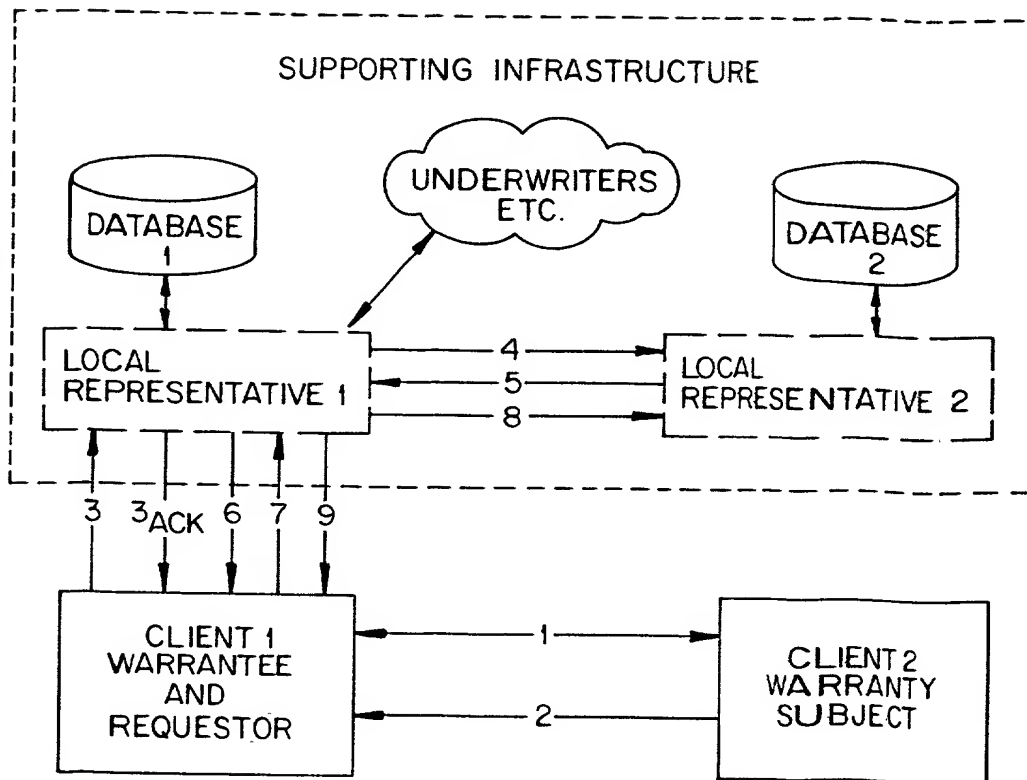 SUPPORTING INFRASTRUCTURE
UNDERWRITERS
ETC.
DATABASE
1
DATABASE
2
LOCAL
REPRESENTATIVE 1
4
5
8
LOCAL
REPRESENTATIVE 2
3
3ACK
6
7
9
CLIENT 1
WARRANTEE
AND
REQUESTOR
1
2
CLIENT 2
WARRANTY
SUBJECT